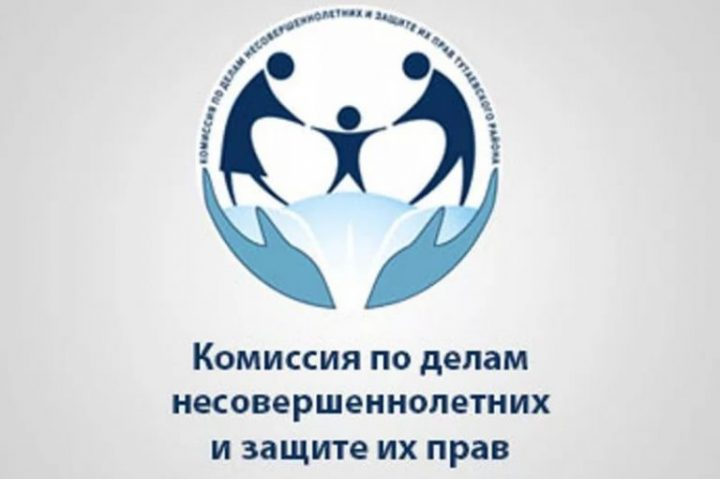 КОМИССИЯ ПО ДЕЛАМ НЕСОВЕРШЕННОЛЕТНИХ И ЗАЩИТЕ ИХ ПРАВ ТУТАЕВСКОГО РАЙОНА
Комиссия по делам
несовершеннолетних
и защите их прав